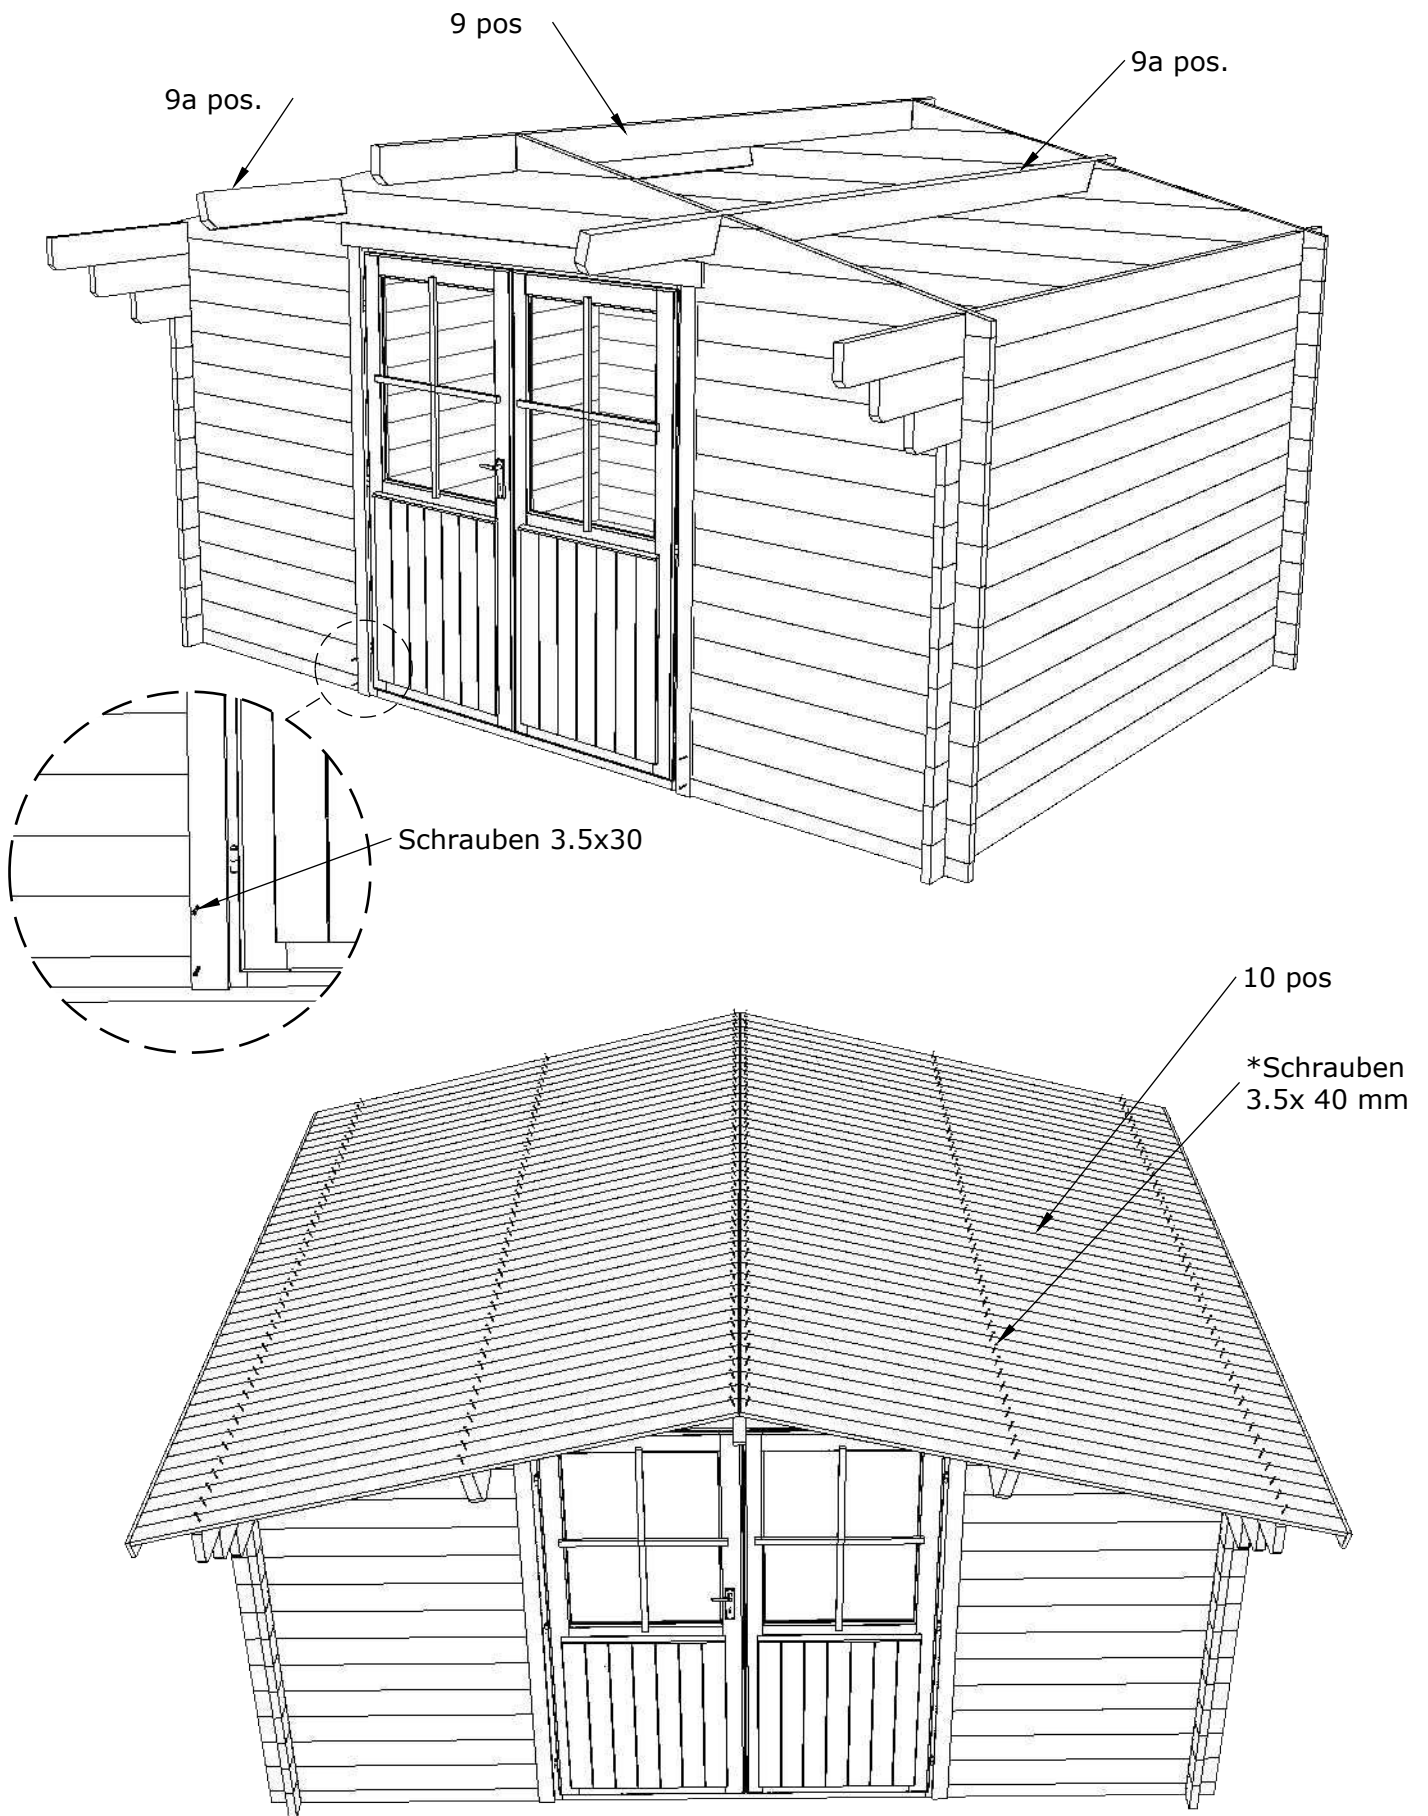 9 pos
9a pos.
9a pos.
Schrauben 3.5x30
10 pos
*Schrauben
3.5x 40 mm